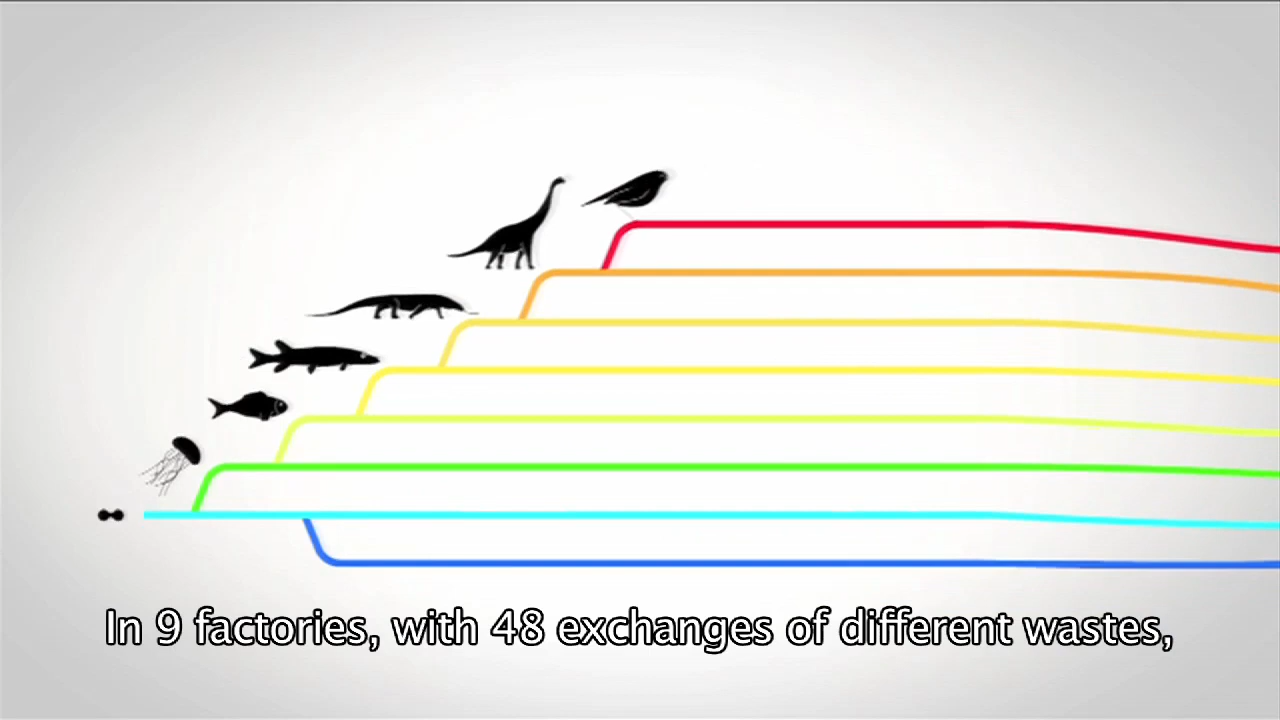 In 9 factories, with 48 exchanges of different wastes,